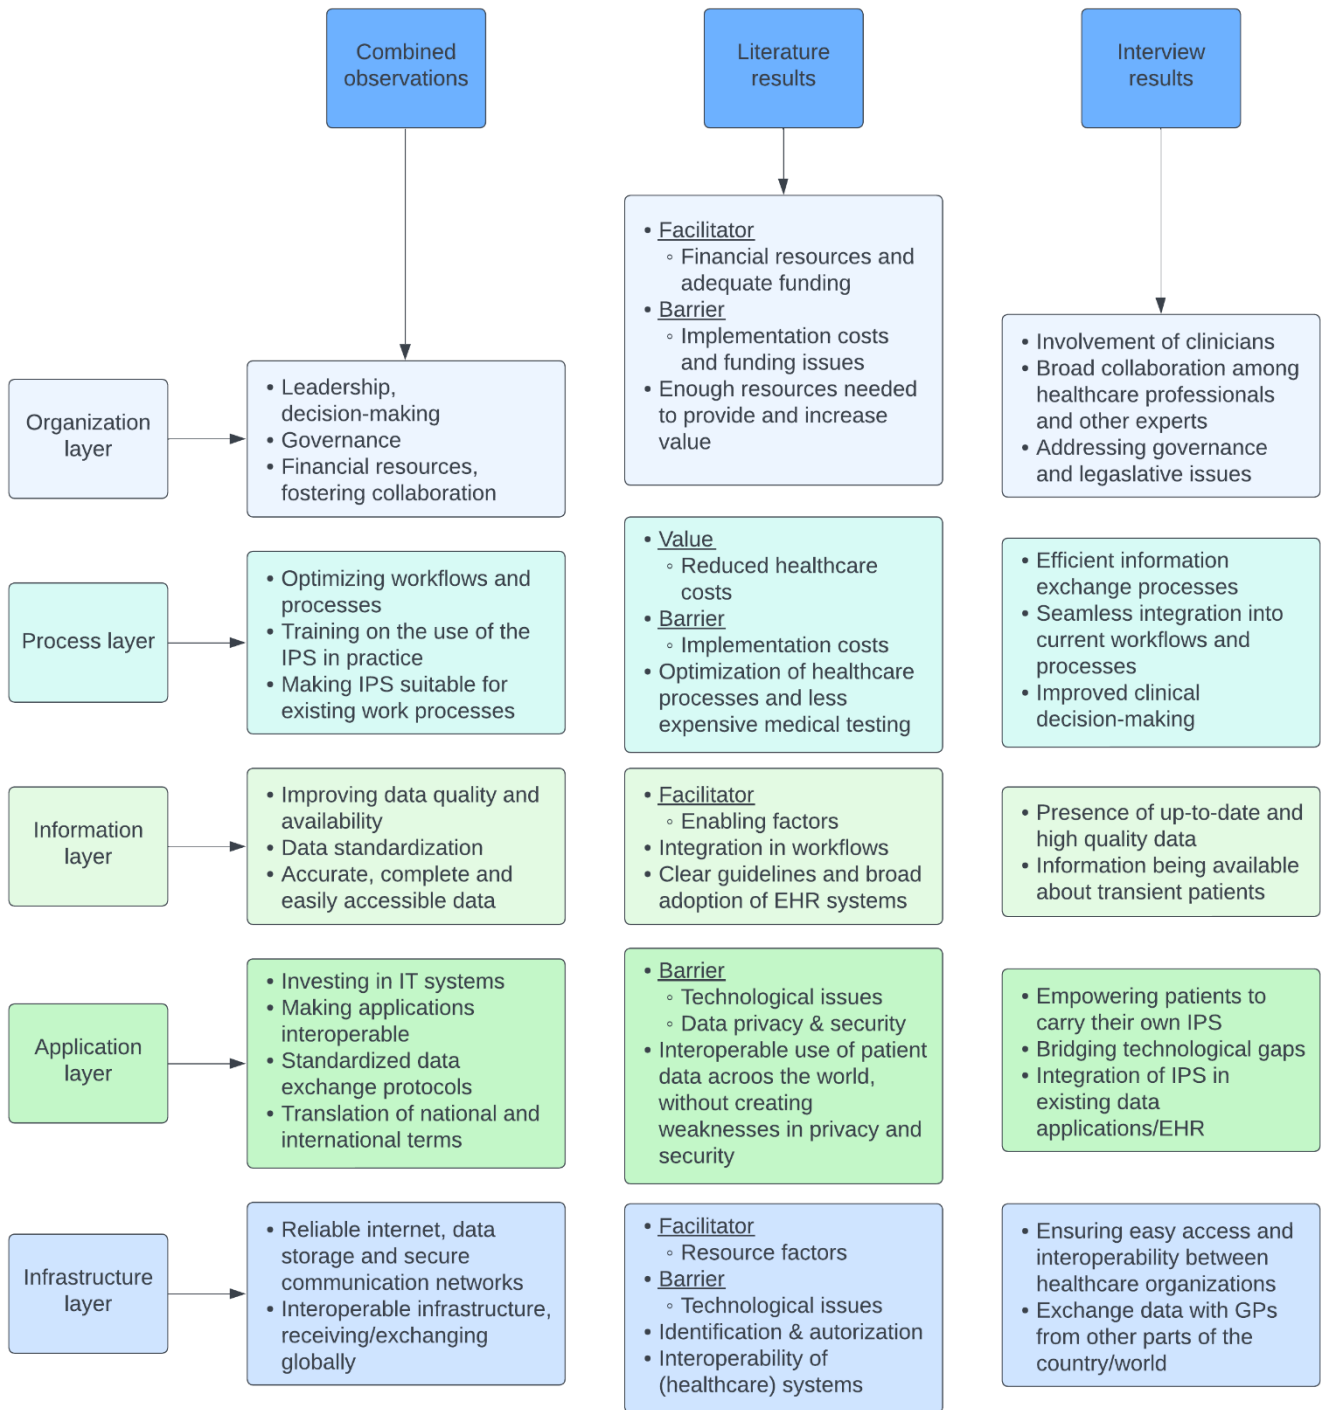 Combined
observations
Literature
results
Interview
results
Organization
layer
• Leadership,
decision-making
• Governance
• Financial resources,
fostering collaboration
• Facilitator
◦ Financial resources and
adequate funding
• Barrier
◦ Implementation costs
and funding issues
• Enough resources needed
to provide and increase
value
• Involvement of clinicians
• Broad collaboration among
healthcare professionals
and other experts
• Addressing governance
and legaslative issues
Process layer
• Optimizing workflows and
processes
• Training on the use of the
IPS in practice
• Making IPS suitable for
existing work processes
• Value
◦ Reduced healthcare
costs
• Barrier
◦ Implementation costs
• Optimization of healthcare
processes and less
expensive medical testing
• Efficient information
exchange processes
• Seamless integration into
current workflows and
processes
• Improved clinical
decision-making
Information
layer
• Improving data quality and
availability
• Data standardization
• Accurate, complete and
easily accessible data
• Facilitator
◦ Enabling factors
• Integration in workflows
• Clear guidelines and broad
adoption of EHR systems
• Presence of up-to-date and
high quality data
• Information being available
about transient patients
Application
layer
• Investing in IT systems
• Making applications
interoperable
• Standardized data
exchange protocols
• Translation of national and
international terms
• Barrier
◦ Technological issues
◦ Data privacy & security
• Interoperable use of patient
data acroos the world,
without creating
weaknesses in privacy and
security
• Empowering patients to
carry their own IPS
• Bridging technological gaps
• Integration of IPS in
existing data
applications/EHR
Infrastructure
layer
• Reliable internet, data
storage and secure
communication networks
• Interoperable infrastructure,
receiving/exchanging
globally
• Facilitator
◦ Resource factors
• Barrier
◦ Technological issues
• Identification & autorization
• Interoperability of
(healthcare) systems
• Ensuring easy access and
interoperability between
healthcare organizations
• Exchange data with GPs
from other parts of the
country/world